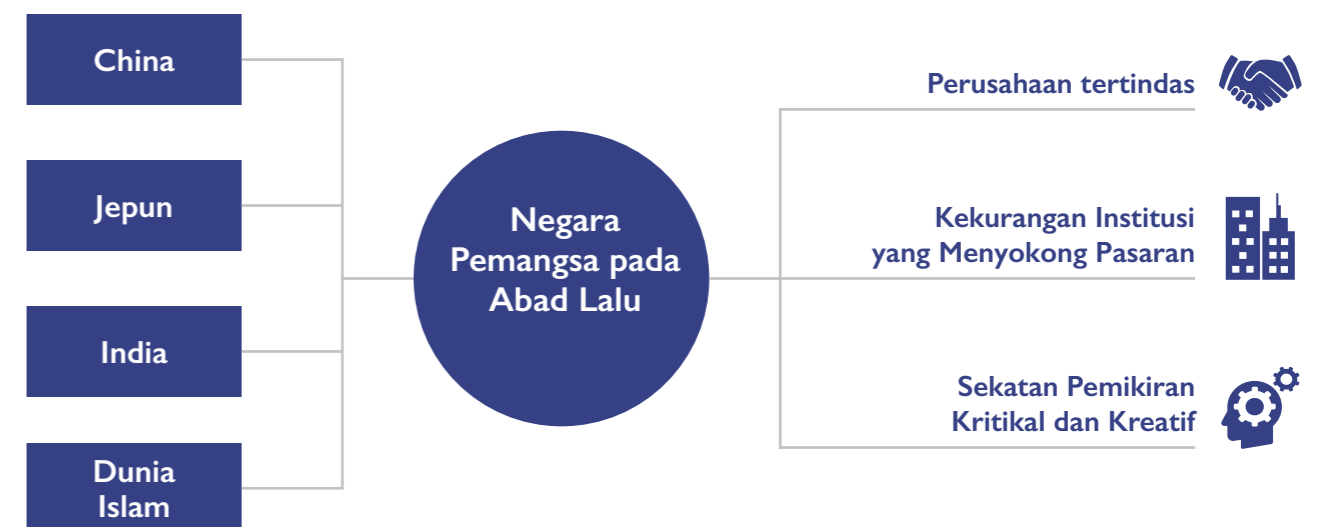 China
Jepun
India
Dunia
Islam
Negara
Pemangsa pada
Abad Lalu
Perusahaan tertindas
Kekurangan Institusi
yang Menyokong Pasaran
Sekatan Pemikiran
Kritikal dan Kreatif